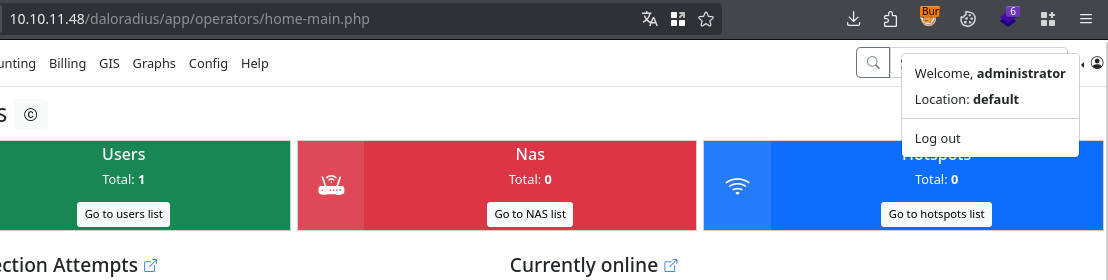 10.10.11.48/daloradius/app/operators/home-main.php
Bur
6
unting Billing GIS Graphs Config Help
Welcome, administrator
Location: default
Log out
S ©
Users
Total: 1
Go to users list
Nas
Total: 0
Go to NAS list
Hotspots
Total: 0
Go to hotspots list
ection Attempts
Currently online